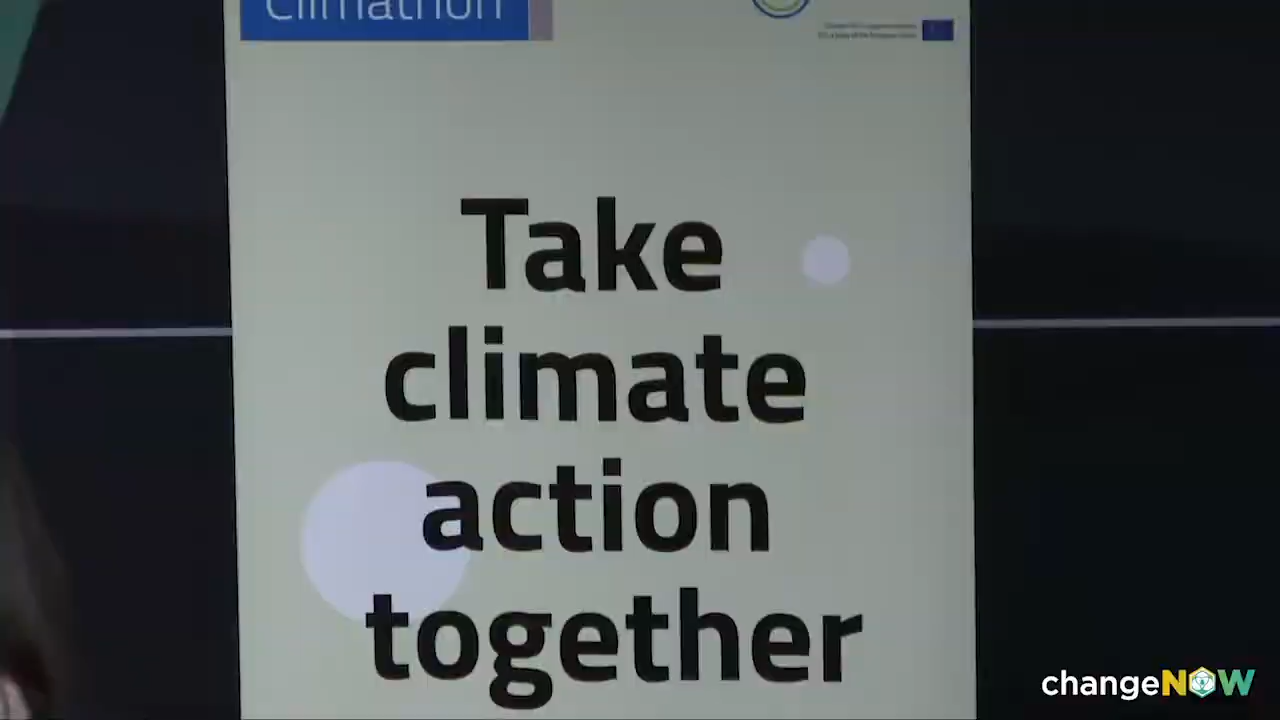 Climathon
Take
climate
action
together
changeNOW